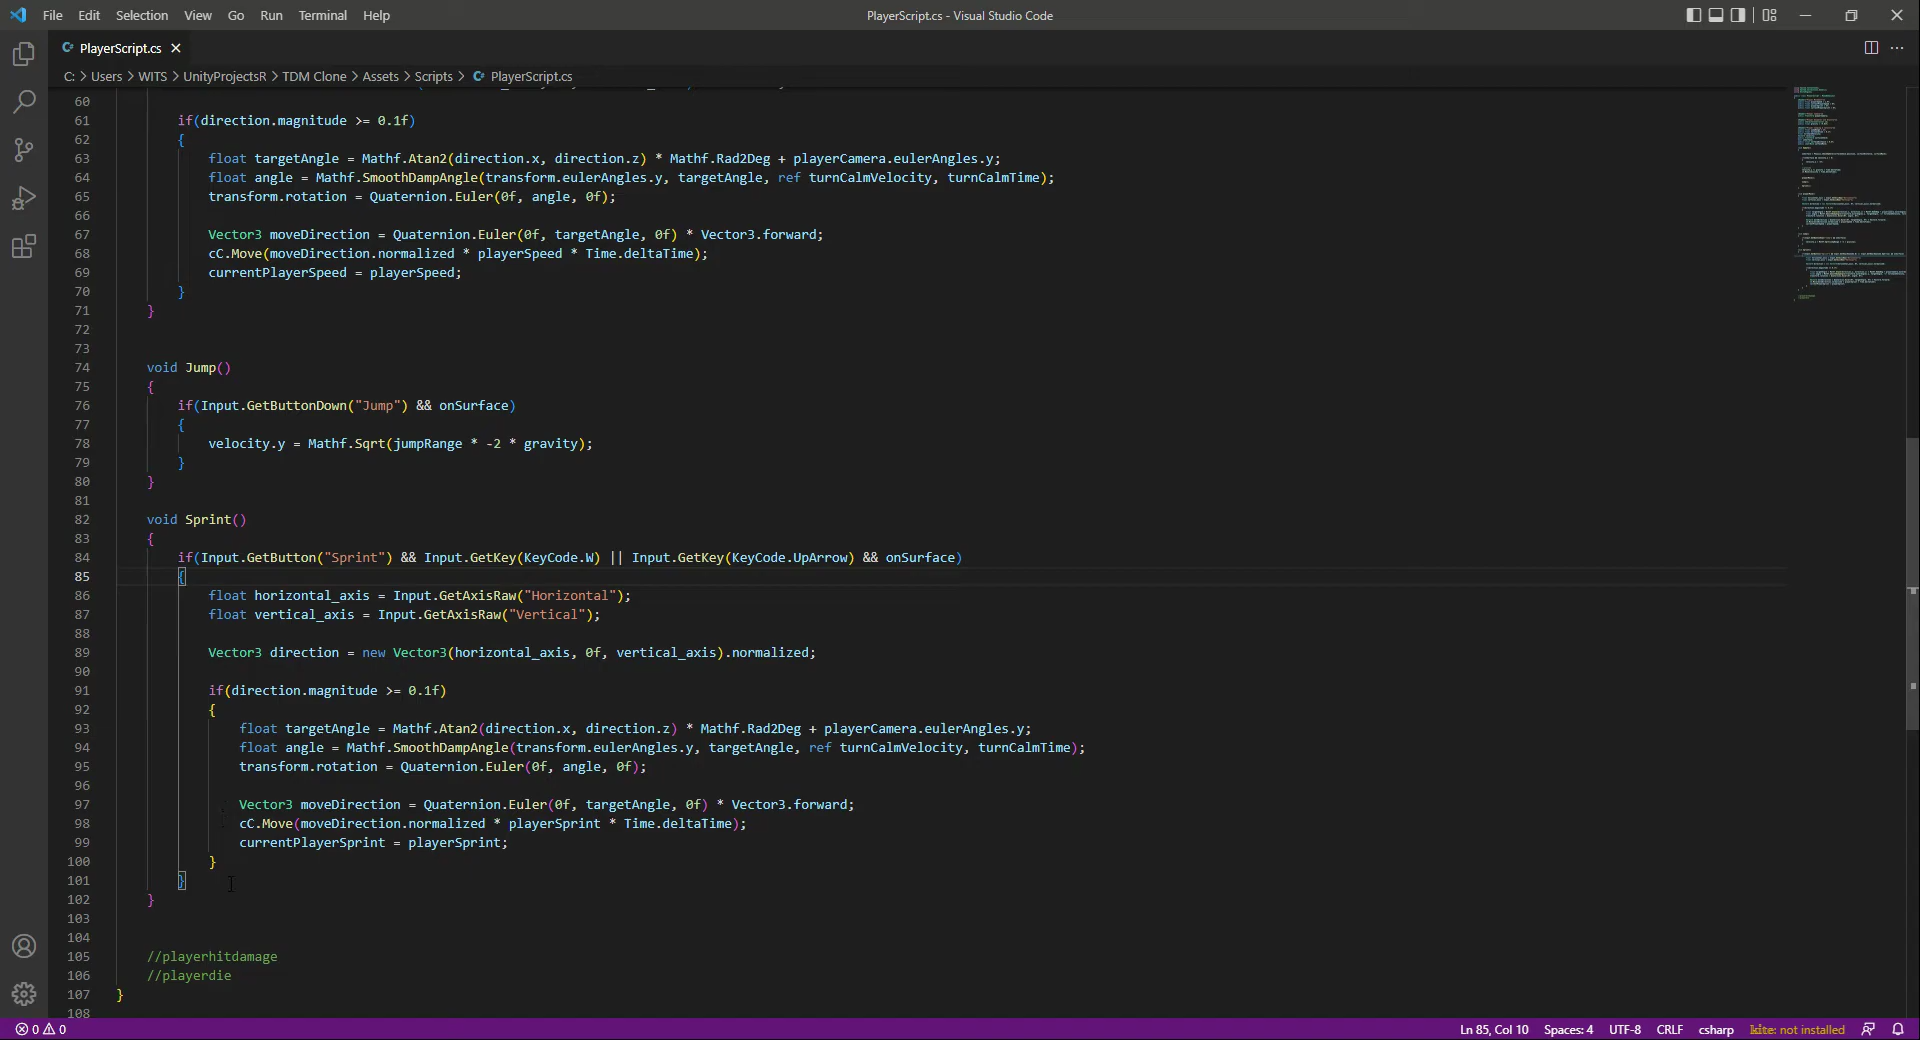 File Edit Selection View Go Run Terminal Help PlayerScript.cs - Visual Studio Code
PlayerScript.cs
C: > Users > WITS > UnityProjectsR > TDM Clone > Assets > Scripts > PlayerScript.cs
60
61 if(direction.magnitude >= 0.1f)
62 {
63 float targetAngle = Mathf.Atan2(direction.x, direction.z) * Mathf.Rad2Deg + playerCamera.eulerAngles.y;
64 float angle = Mathf.SmoothDampAngle(transform.eulerAngles.y, targetAngle, ref turnCalmVelocity, turnCalmTime);
65 transform.rotation = Quaternion.Euler(0f, angle, 0f);
66
67 Vector3 moveDirection = Quaternion.Euler(0f, targetAngle, 0f) * Vector3.forward;
68 cC.Move(moveDirection.normalized * playerSpeed * Time.deltaTime);
69 currentPlayerSpeed = playerSpeed;
70 }
71 }
72
73
74 void Jump()
75 {
76 if(Input.GetButtonDown("Jump") && onSurface)
77 {
78 velocity.y = Mathf.Sqrt(jumpRange * -2 * gravity);
79 }
80 }
81
82 void Sprint()
83 {
84 if(Input.GetButton("Sprint") && Input.GetKey(KeyCode.W) || Input.GetKey(KeyCode.UpArrow) && onSurface)
85 {
86 float horizontal_axis = Input.GetAxisRaw("Horizontal");
87 float vertical_axis = Input.GetAxisRaw("Vertical");
88
89 Vector3 direction = new Vector3(horizontal_axis, 0f, vertical_axis).normalized;
90
91 if(direction.magnitude >= 0.1f)
92 {
93 float targetAngle = Mathf.Atan2(direction.x, direction.z) * Mathf.Rad2Deg + playerCamera.eulerAngles.y;
94 float angle = Mathf.SmoothDampAngle(transform.eulerAngles.y, targetAngle, ref turnCalmVelocity, turnCalmTime);
95 transform.rotation = Quaternion.Euler(0f, angle, 0f);
96
97 Vector3 moveDirection = Quaternion.Euler(0f, targetAngle, 0f) * Vector3.forward;
98 cC.Move(moveDirection.normalized * playerSprint * Time.deltaTime);
99 currentPlayerSprint = playerSprint;
100 }
101 }
102 }
103
104
105 //playerhitdamage
106 //playerdie
107 }
108
0 0 Ln 85, Col 10 Spaces: 4 UTF-8 CRLF csharp kite: not installed